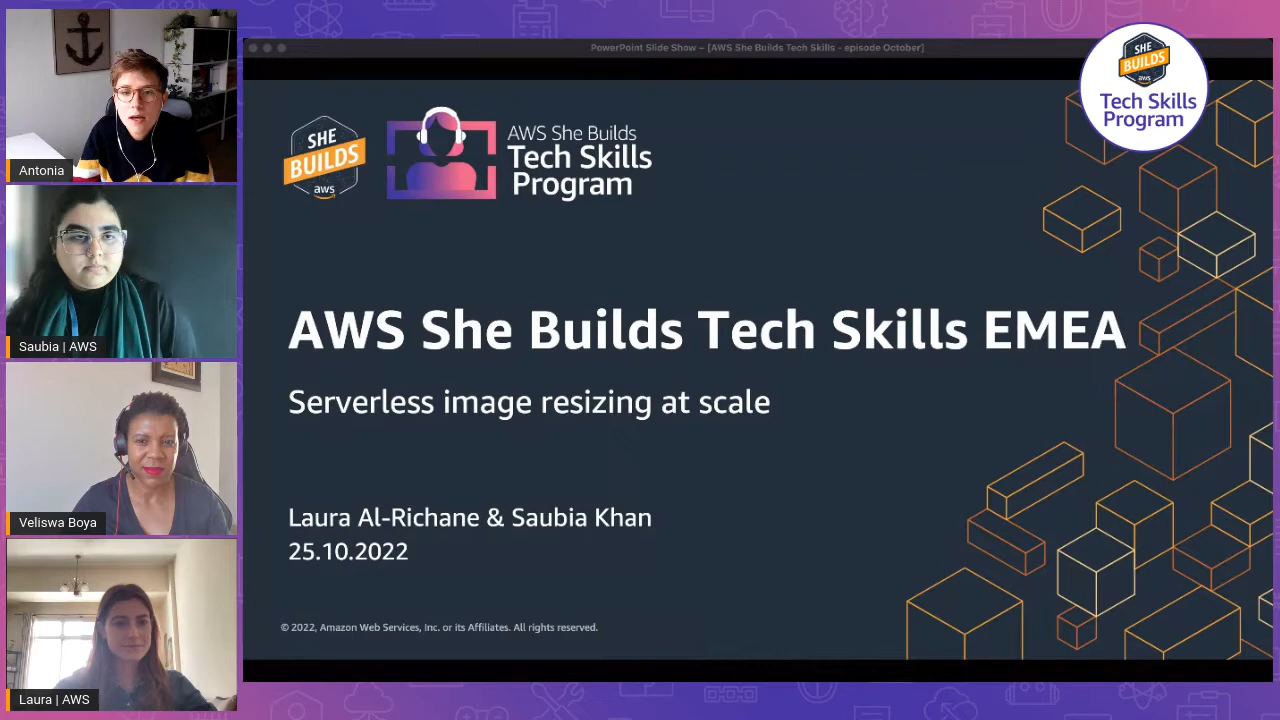 Antonia
Saubia | AWS
Veliswa Boya
Laura | AWS
PowerPoint Slide Show – [AWS She Builds Tech Skills - episode October]
SHE
BUILDS
aws
AWS She Builds
Tech Skills
Program
SHE
BUILDS
aws
Tech Skills
Program
AWS She Builds Tech Skills EMEA
Serverless image resizing at scale
Laura Al-Richane & Saubia Khan
25.10.2022
© 2022, Amazon Web Services, Inc. or its Affiliates. All rights reserved.